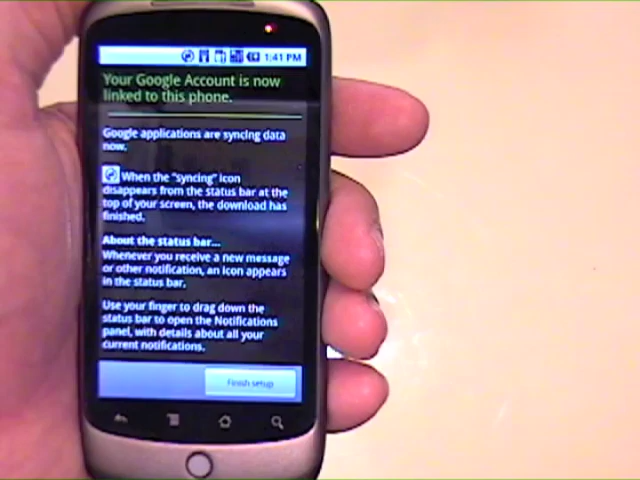 1:41 PM
Your Google Account is now
linked to this phone.
Google applications are syncing data
now.
When the "syncing" icon
disappears from the status bar at the
top of your screen, the download has
finished.
About the status bar...
Whenever you receive a new message
or other notification, an icon appears
in the status bar.
Use your finger to drag down the
status bar to open the Notifications
panel, with details about all your
current notifications.
Finish setup